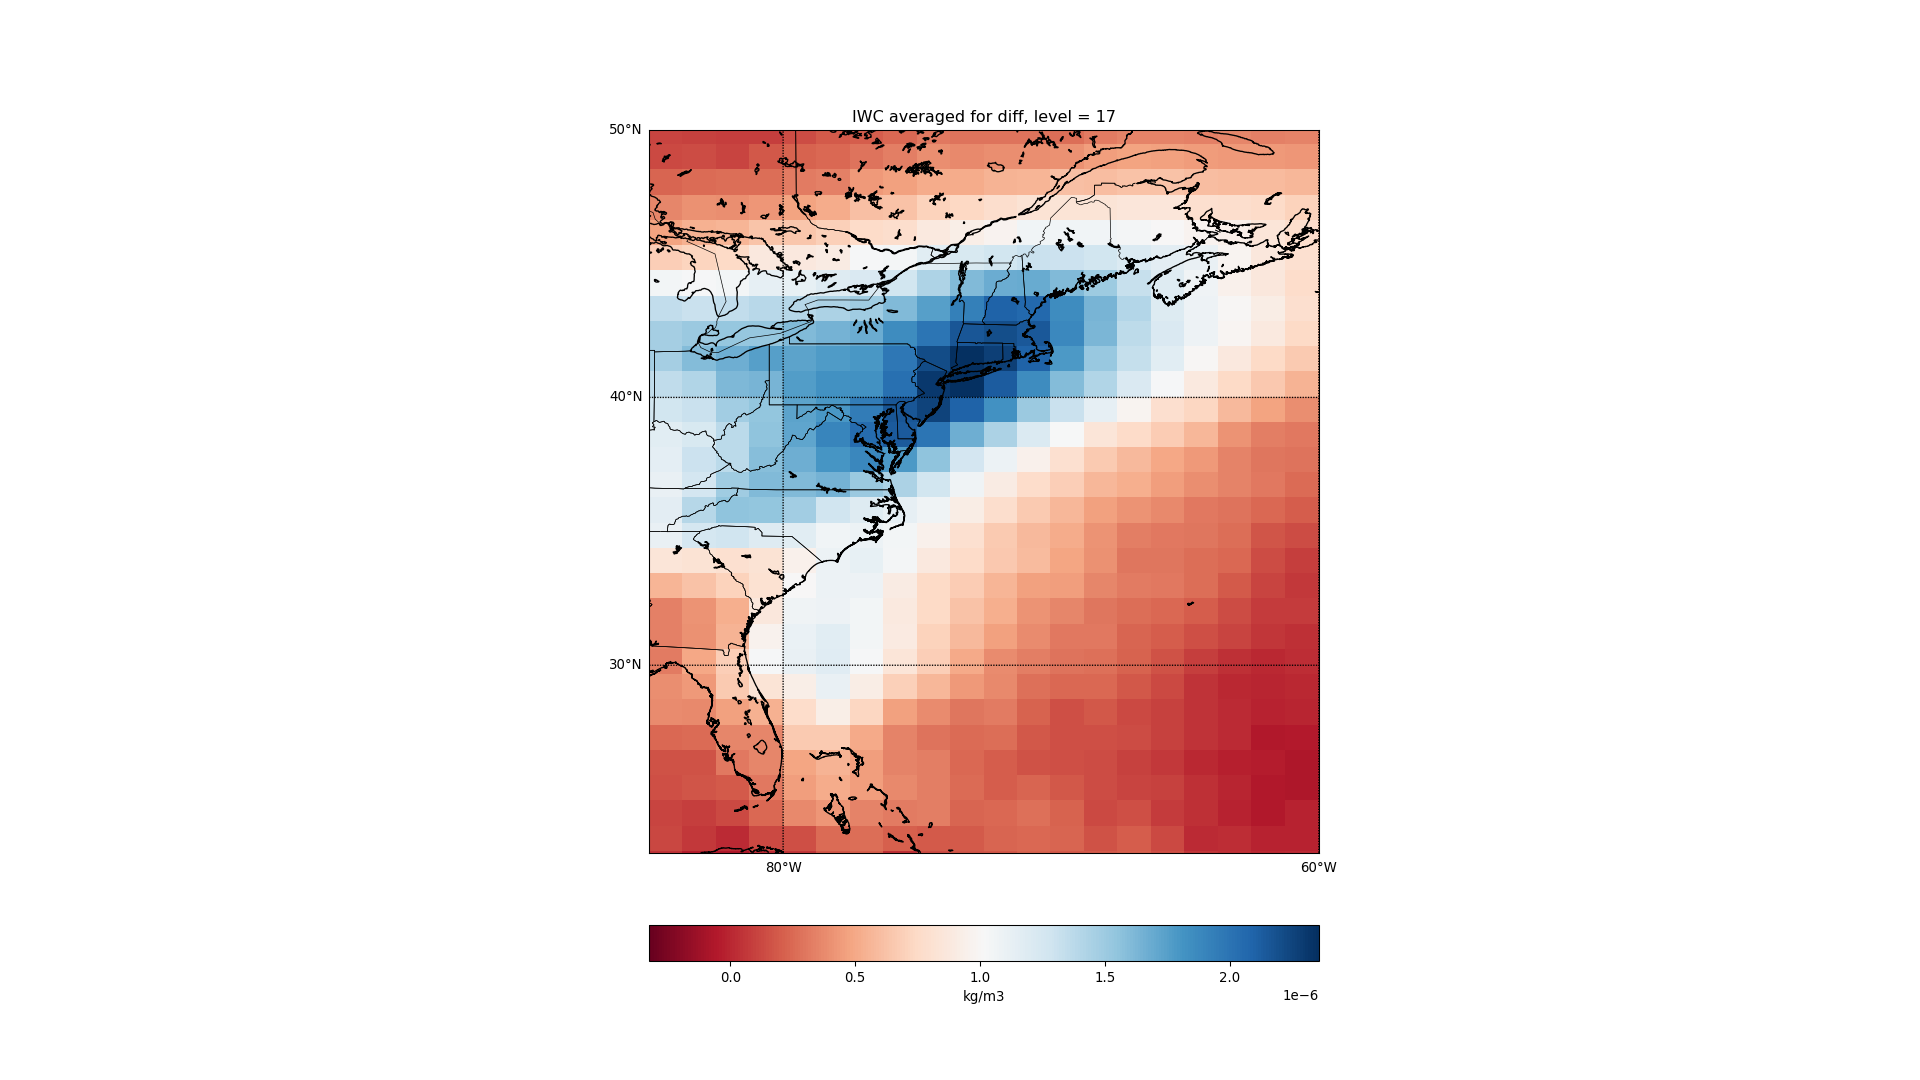 IWC averaged for diff, level = 17
50°N
40°N
30°N
80°W 60°W
0.0 0.5 1.0 1.5 2.0
kg/m3
1e−6